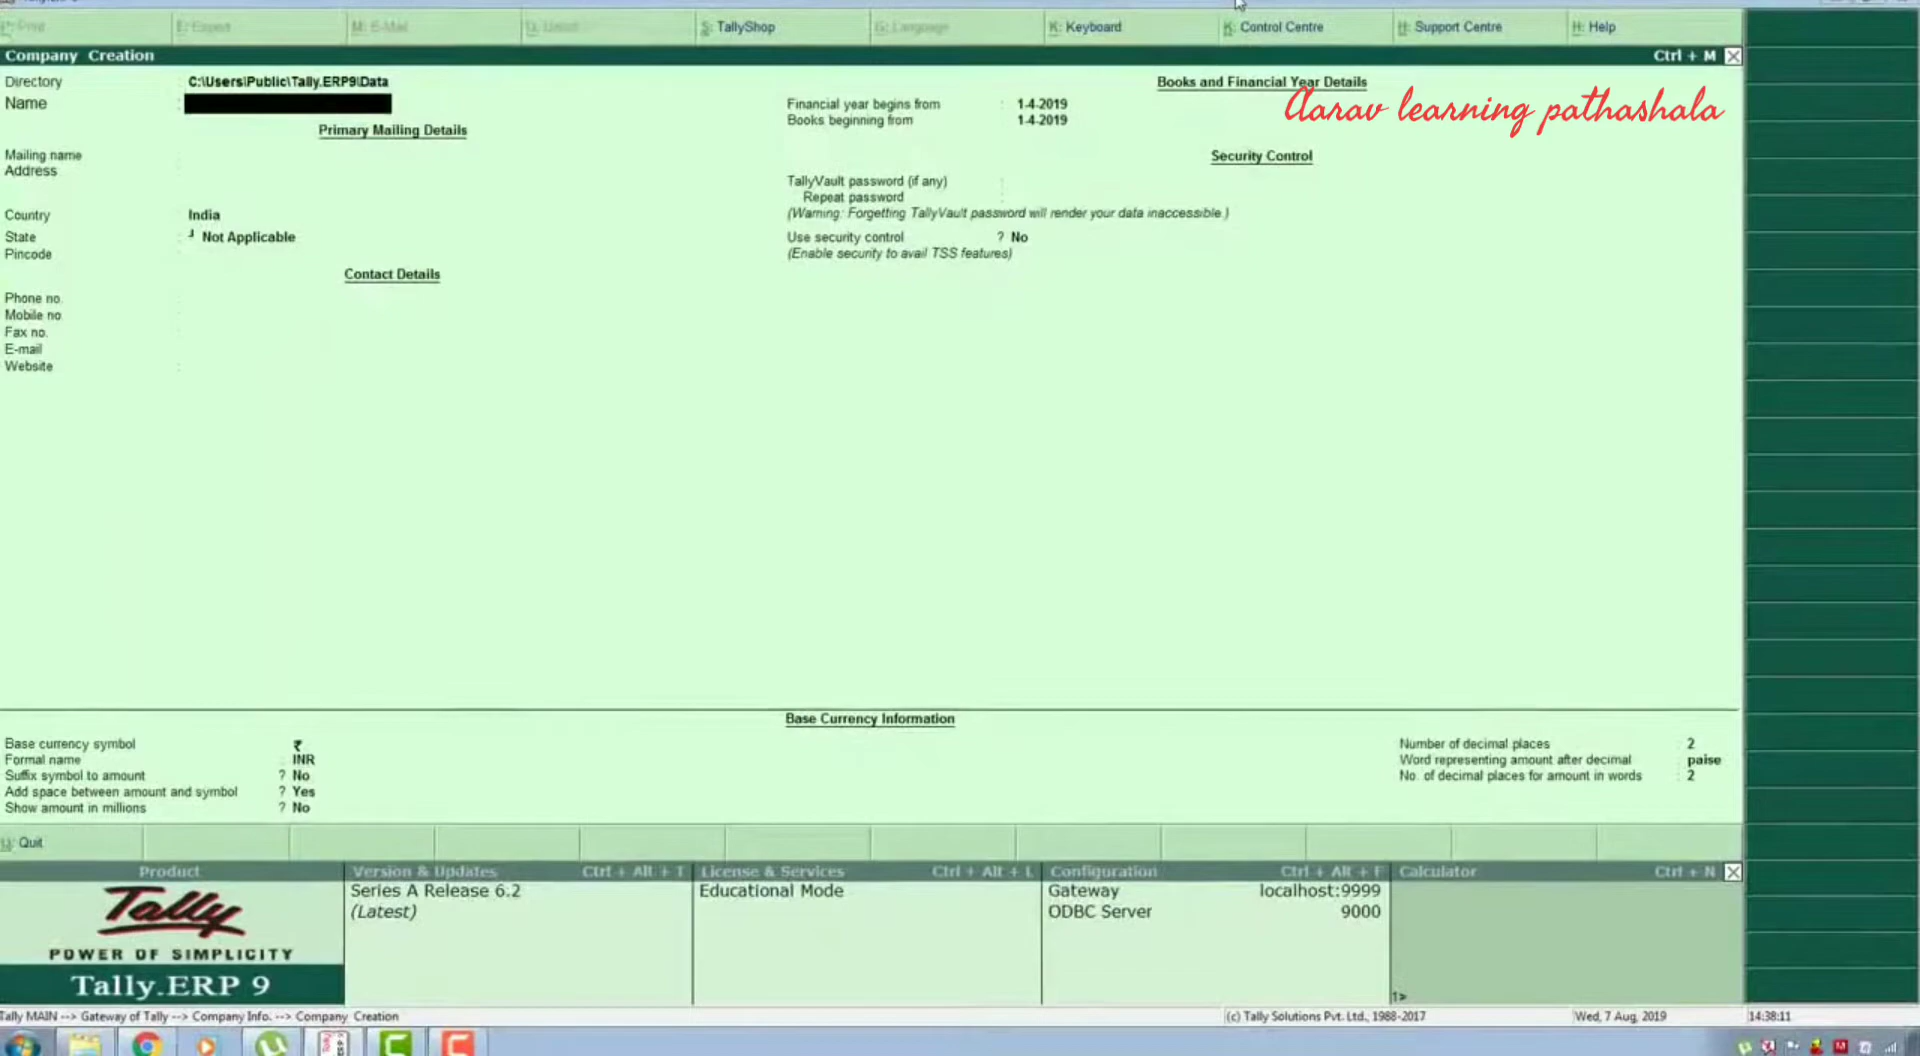 P: Print E: Export M: E-Mail O: Upload S: TallyShop G: Language K: Keyboard K: Control Centre H: Support Centre H: Help
Company Creation Ctrl + M
Directory C:\Users\Public\Tally.ERP9\Data
Books and Financial Year Details
Name :
Financial year begins from : 1-4-2019
Aarav learning pathashala
Books beginning from : 1-4-2019
Primary Mailing Details
Mailing name :
Security Control
Address :
TallyVault password (if any) :
Repeat password :
(Warning: Forgetting TallyVault password will render your data inaccessible.)
Country : India
State : ┘ Not Applicable
Use security control ? No
Pincode :
(Enable security to avail TSS features)
Contact Details
Phone no. :
Mobile no. :
Fax no. :
E-mail :
Website :
Base Currency Information
Base currency symbol : ₹
Number of decimal places : 2
Formal name : INR
Word representing amount after decimal : paise
Suffix symbol to amount ? No
No. of decimal places for amount in words : 2
Add space between amount and symbol ? Yes
Show amount in millions ? No
Q: Quit
Product Version & Updates Ctrl + Alt + T License & Services Ctrl + Alt + L Configuration Ctrl + Alt + F Calculator Ctrl + N
Series A Release 6.2 Educational Mode Gateway localhost:9999
(Latest) ODBC Server 9000
Tally
POWER OF SIMPLICITY
Tally.ERP 9
1>
Tally MAIN --> Gateway of Tally --> Company Info. --> Company Creation (c) Tally Solutions Pvt. Ltd., 1988-2017 Wed, 7 Aug, 2019 14:38:11